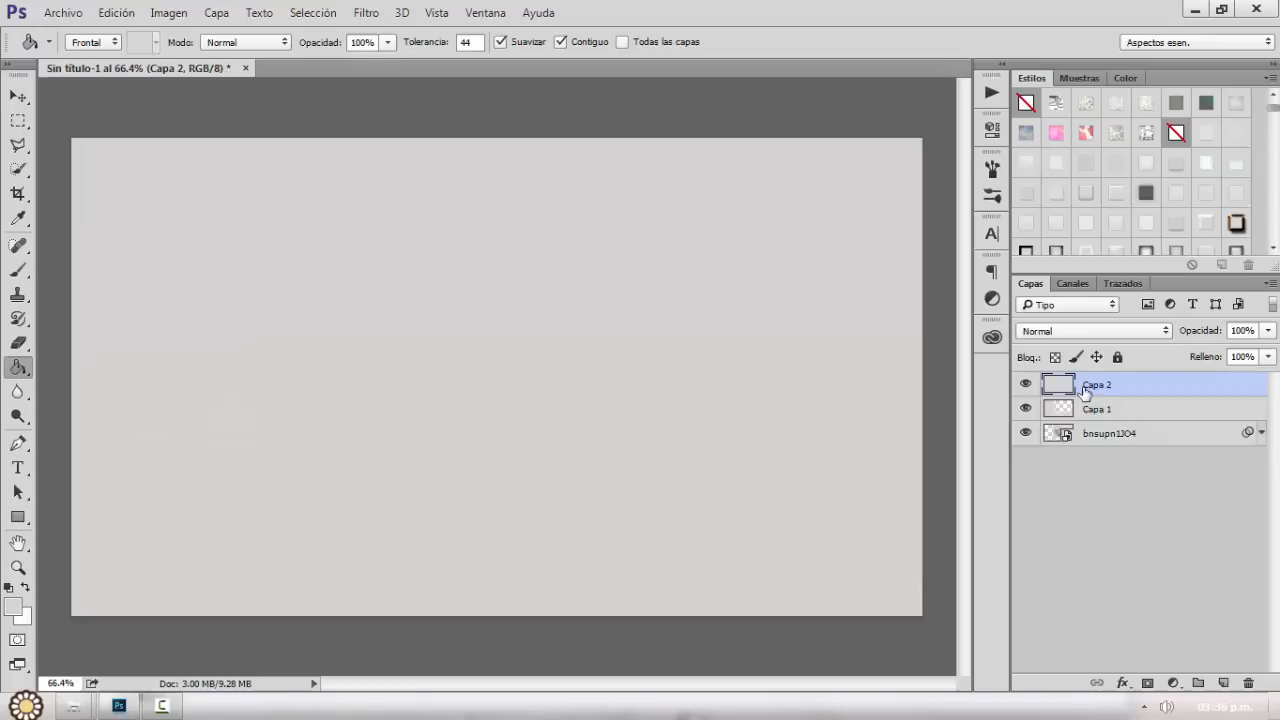 Ps Archivo Edición Imagen Capa Texto Selección Filtro 3D Vista Ventana Ayuda
Frontal Modo: Normal Opacidad: 100% Tolerancia: 44 Suavizar Contiguo Todas las capas Aspectos esen.
Sin título-1 al 66.4% (Capa 2, RGB/8) * ×
Estilos Muestras Color
Capas Canales Trazados
Tipo
Normal Opacidad: 100%
Bloq.: Relleno: 100%
Capa 2
Capa 1
bnsupn1JO4
66.4% Doc: 3.00 MB/9.28 MB
03:36 p.m.